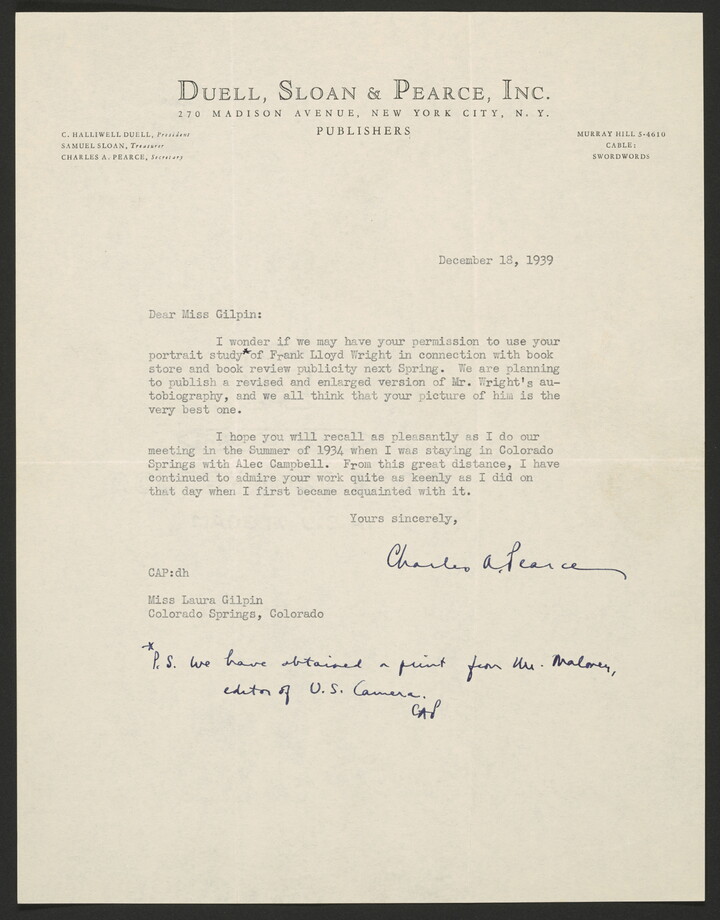 DUELL, SLOAN & PEARCE, INC.
270 MADISON AVENUE, NEW YORK CITY, N. Y.
PUBLISHERS
C. HALLIWELL DUELL, President
SAMUEL SLOAN, Treasurer
CHARLES A. PEARCE, Secretary
MURRAY HILL 5-4610
CABLE:
SWORDWORDS
December 18, 1939
Dear Miss Gilpin:
I wonder if we may have your permission to use your
portrait study* of Frank Lloyd Wright in connection with book
store and book review publicity next Spring. We are planning
to publish a revised and enlarged version of Mr. Wright's au-
tobiography, and we all think that your picture of him is the
very best one.
I hope you will recall as pleasantly as I do our
meeting in the Summer of 1934 when I was staying in Colorado
Springs with Alec Campbell. From this great distance, I have
continued to admire your work quite as keenly as I did on
that day when I first became acquainted with it.
Yours sincerely,
Charles A. Pearce
CAP:dh
Miss Laura Gilpin
Colorado Springs, Colorado
*P.S. We have obtained a print from Mr. Maloney,
editor of U.S. Camera.
CAP